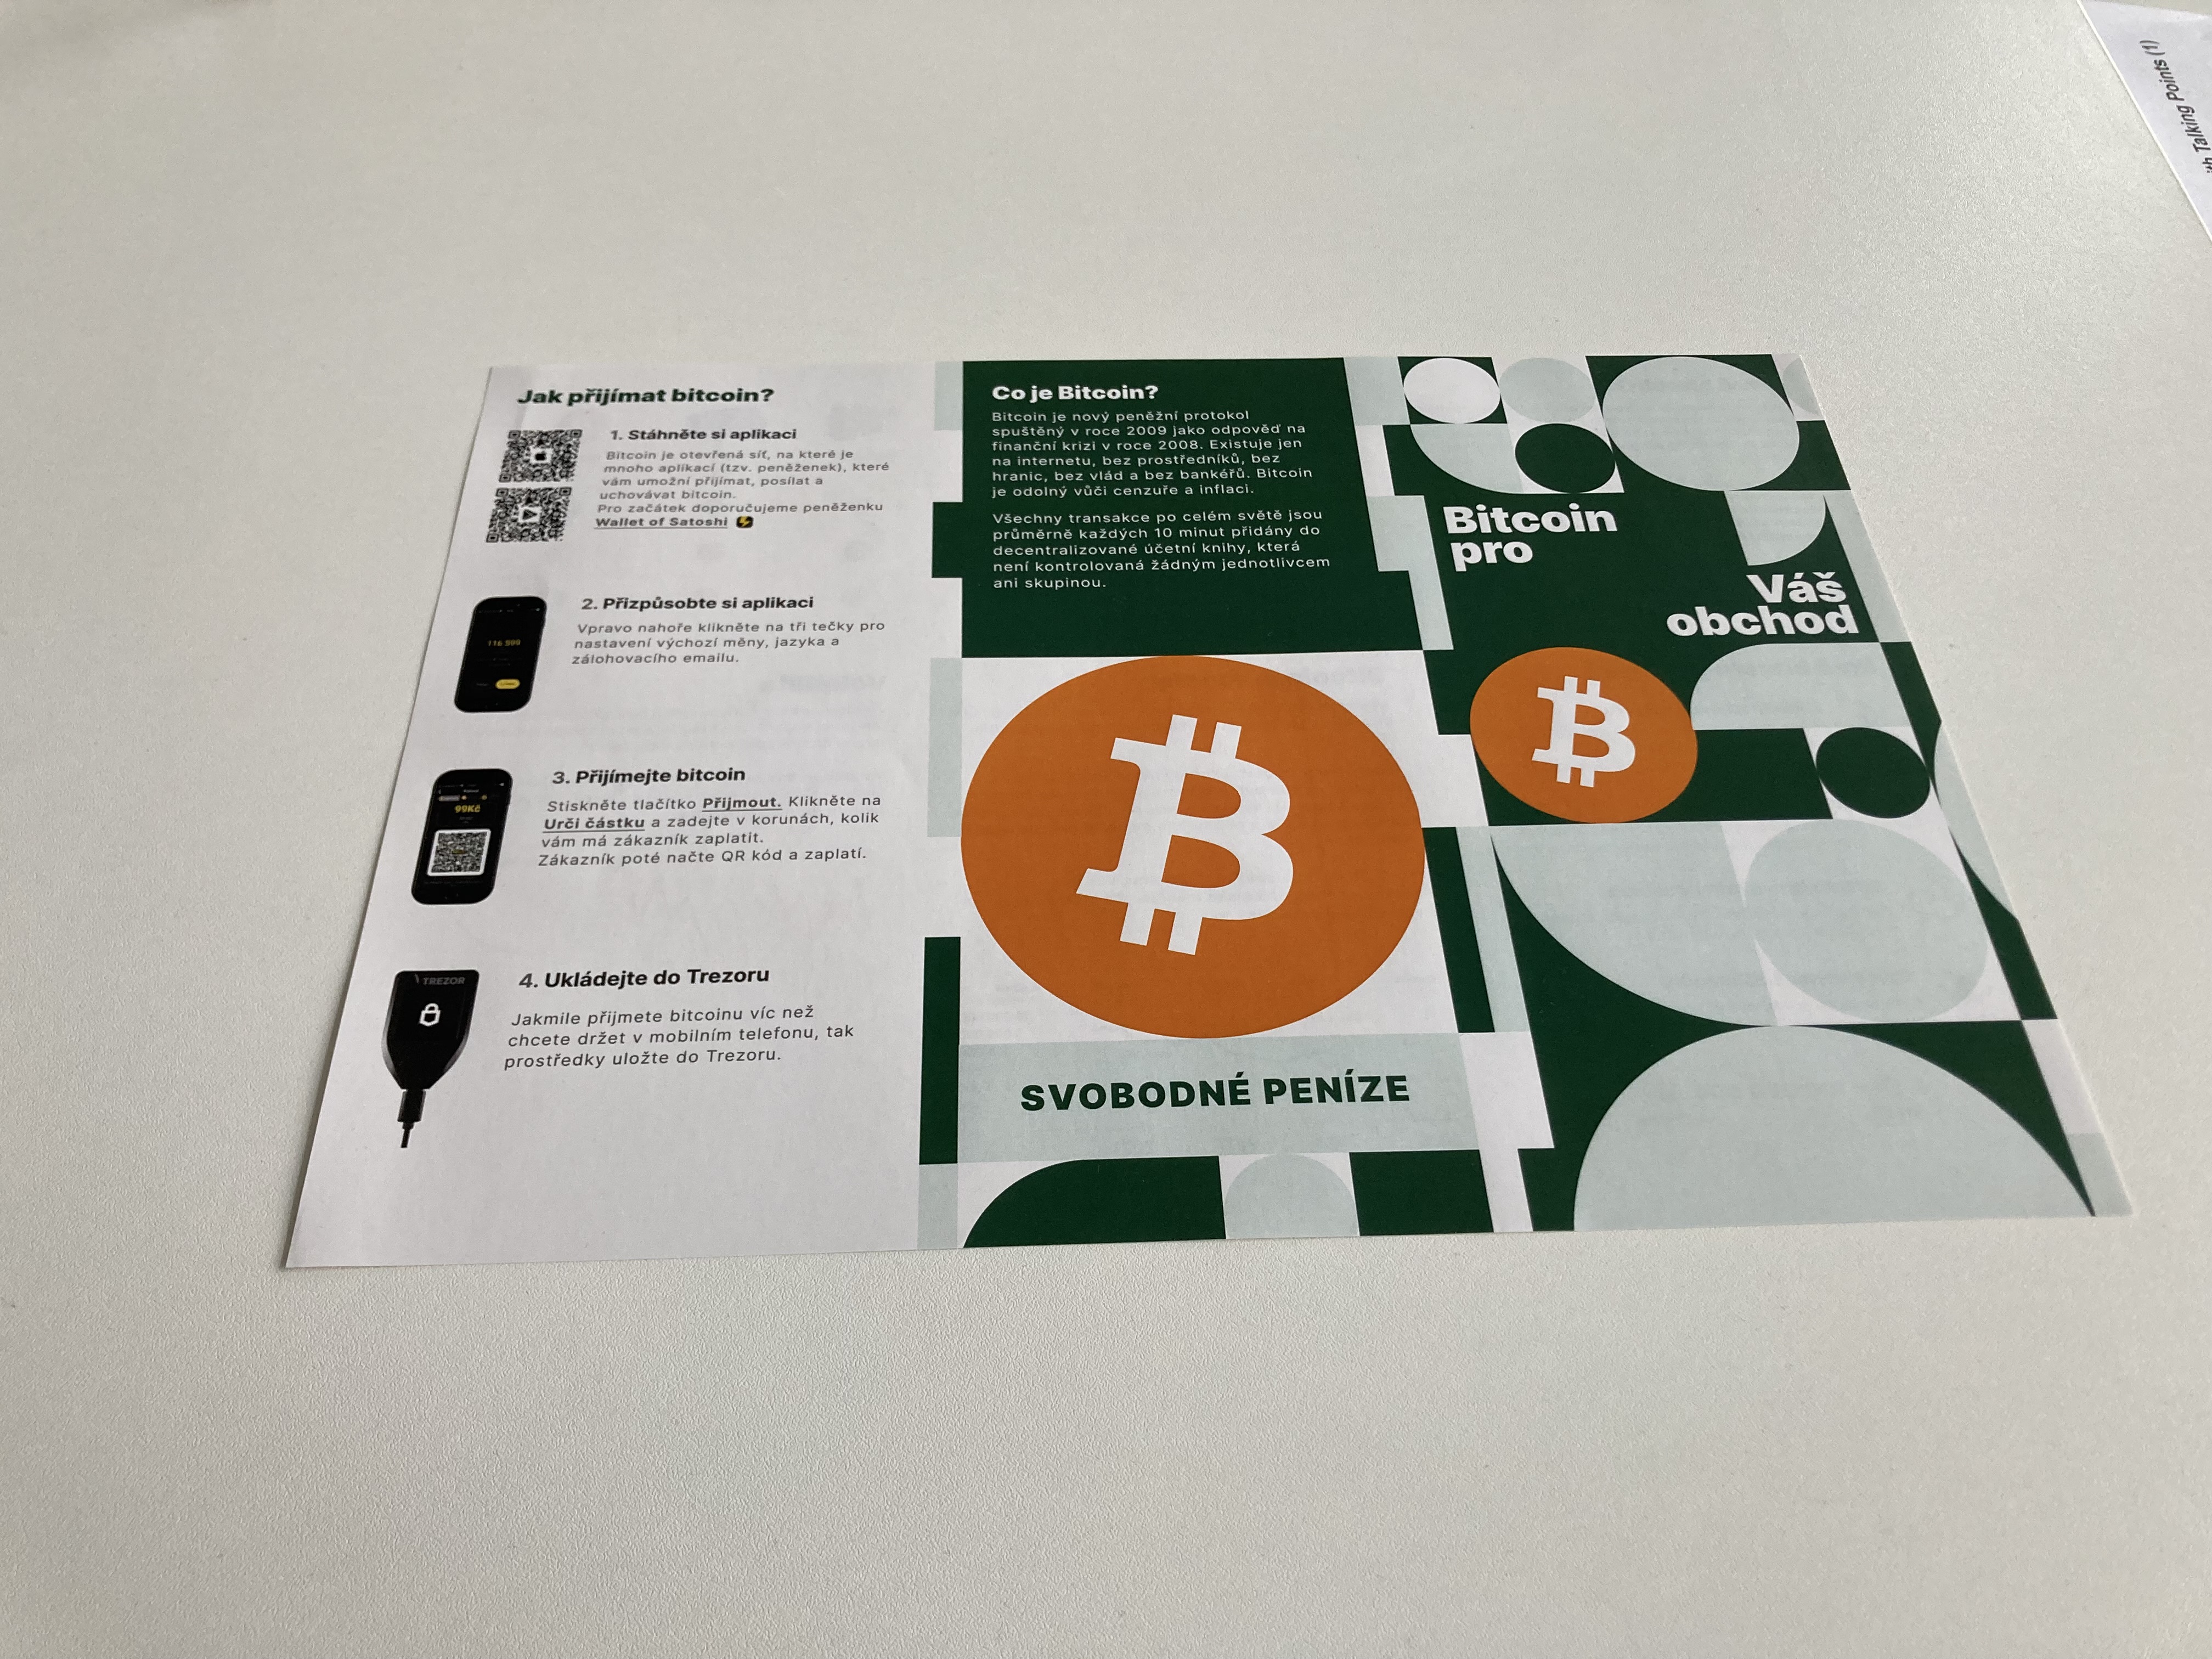 Jak přijímat bitcoin?
1. Stáhněte si aplikaci
Bitcoin je otevřená síť, na které je
mnoho aplikací (tzv. peněženek), které
vám umožní přijímat, posílat a
uchovávat bitcoin.
Pro začátek doporučujeme peněženku
Wallet of Satoshi
2. Přizpůsobte si aplikaci
Vpravo nahoře klikněte na tři tečky pro
nastavení výchozí měny, jazyka a
zálohovacího emailu.
116 599
3. Přijímejte bitcoin
Stiskněte tlačítko Přijmout. Klikněte na
Urči částku a zadejte v korunách, kolik
vám má zákazník zaplatit.
Zákazník poté načte QR kód a zaplatí.
99Kč
4. Ukládejte do Trezoru
Jakmile přijmete bitcoinu víc než
chcete držet v mobilním telefonu, tak
prostředky uložte do Trezoru.
TREZOR
Co je Bitcoin?
Bitcoin je nový peněžní protokol
spuštěný v roce 2009 jako odpověď na
finanční krizi v roce 2008. Existuje jen
na internetu, bez prostředníků, bez
hranic, bez vlád a bez bankéřů. Bitcoin
je odolný vůči cenzuře a inflaci.
Všechny transakce po celém světě jsou
průměrně každých 10 minut přidány do
decentralizované účetní knihy, která
není kontrolovaná žádným jednotlivcem
ani skupinou.
SVOBODNÉ PENÍZE
Bitcoin
pro
Váš
obchod
Talking Points (1)